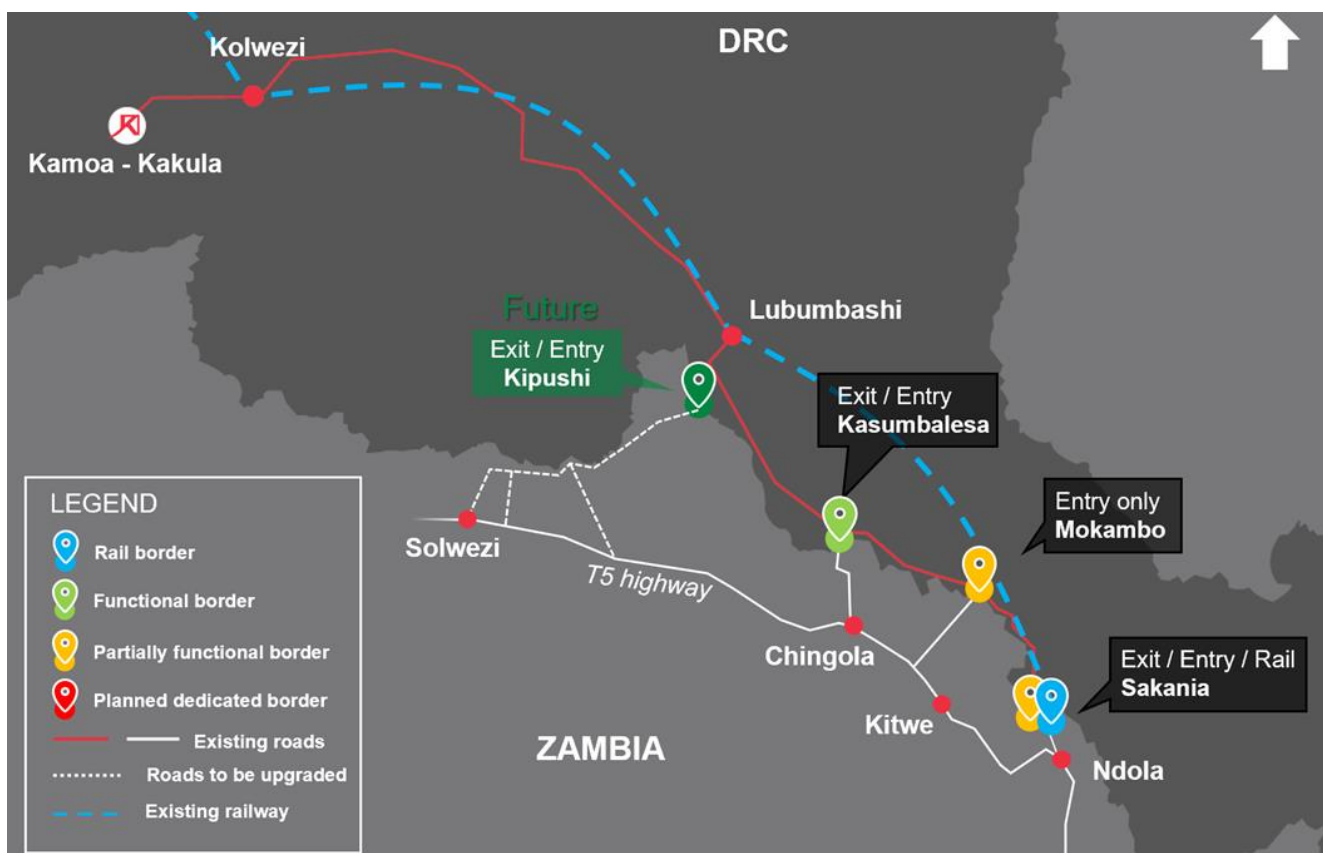 DRC
Kolwezi
Kamoa - Kakula
Future
Exit / Entry
Kipushi
Lubumbashi
Exit / Entry
Kasumbalesa
Entry only
Mokambo
Solwezi
T5 highway
Chingola
Kitwe
Exit / Entry / Rail
Sakania
Ndola
ZAMBIA
LEGEND
Rail border
Functional border
Partially functional border
Planned dedicated border
Existing roads
Roads to be upgraded
Existing railway